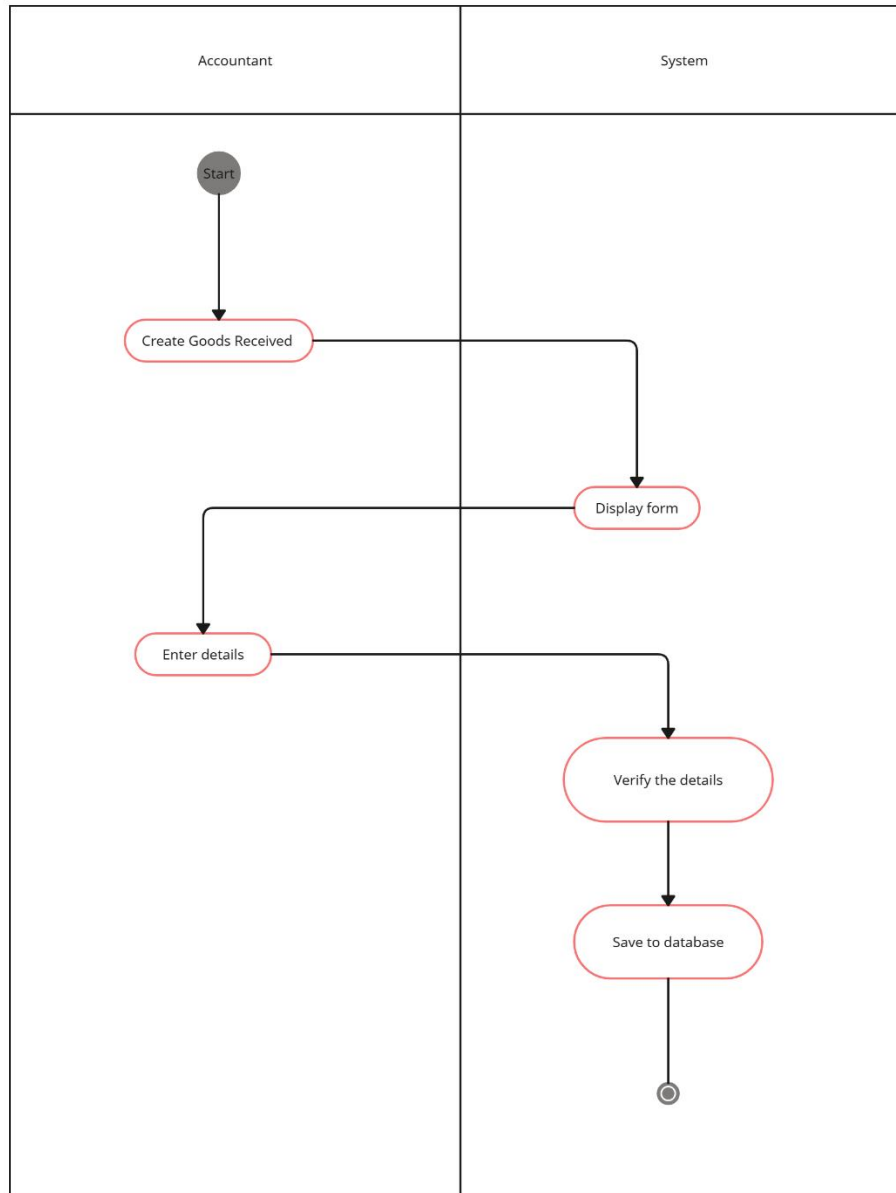 Accountant
System
Start
Create Goods Received
Display form
Enter details
Verify the details
Save to database